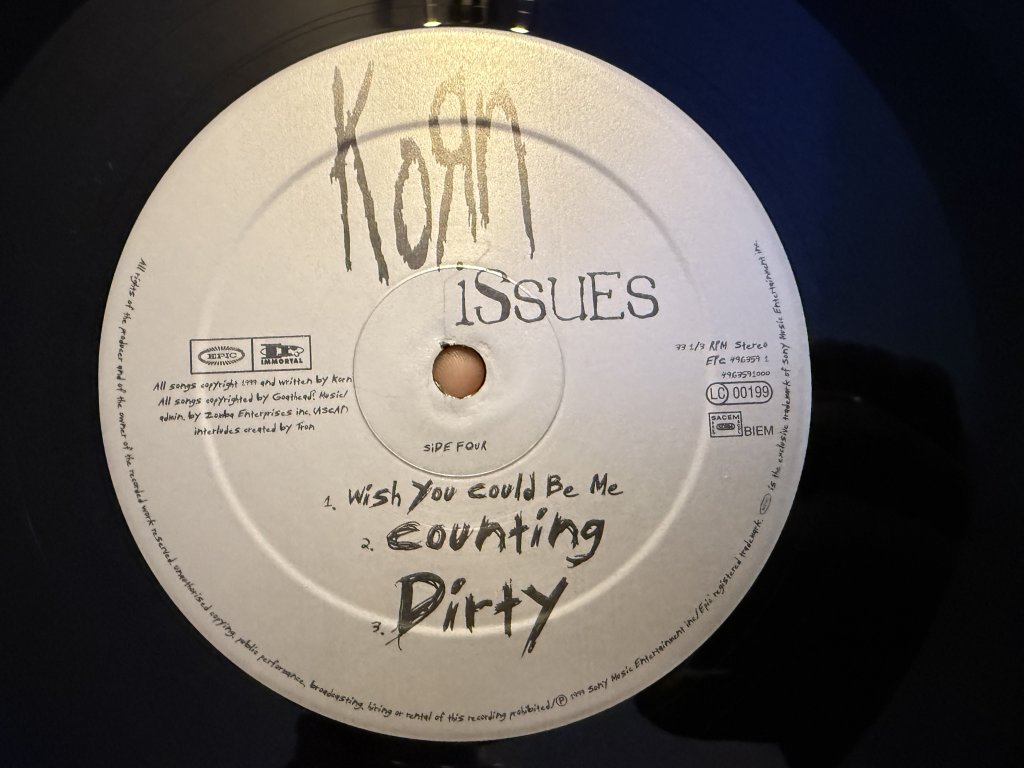 KoЯn
iSSUES
EPIC
IMMORTAL
All songs copyright 1999 and written by Korn
All songs copyrighted by Goathead! Music/
admin. by Zomba Enterprises inc. (ASCAP)
interludes created by Tron
33 1/3 RPM Stereo
EPC 496359 1
4963591000
LC 00199
SACEM
BIEM
SiDE FOUR
1. Wish You could Be Me
2. counting
3. Dirty
All rights of the producer and of the owner of the recorded work reserved. unauthorised copying, public performance, broadcasting, hiring or rental of this recording prohibited/Ⓟ 1999 Sony Music Entertainment inc/Epic registered trademark. is the exclusive trademark of Sony Music Entertainment inc.